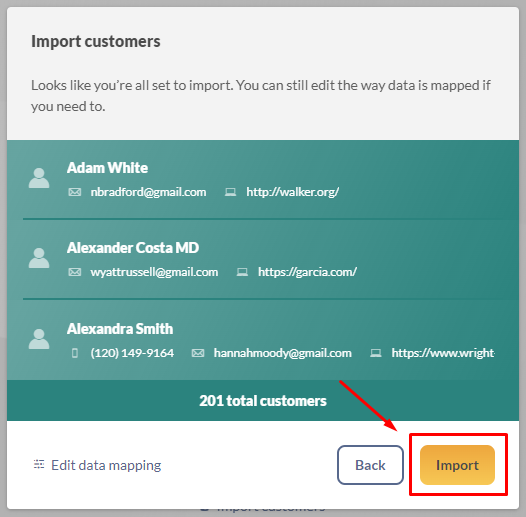 Import customers
Looks like you're all set to import. You can still edit the way data is mapped if
you need to.
Adam White
nbradford@gmail.com http://walker.org/
Alexander Costa MD
wyattrussell@gmail.com https://garcia.com/
Alexandra Smith
(120) 149-9164 hannahmoody@gmail.com https://www.wright
201 total customers
Edit data mapping Back Import
Import customers